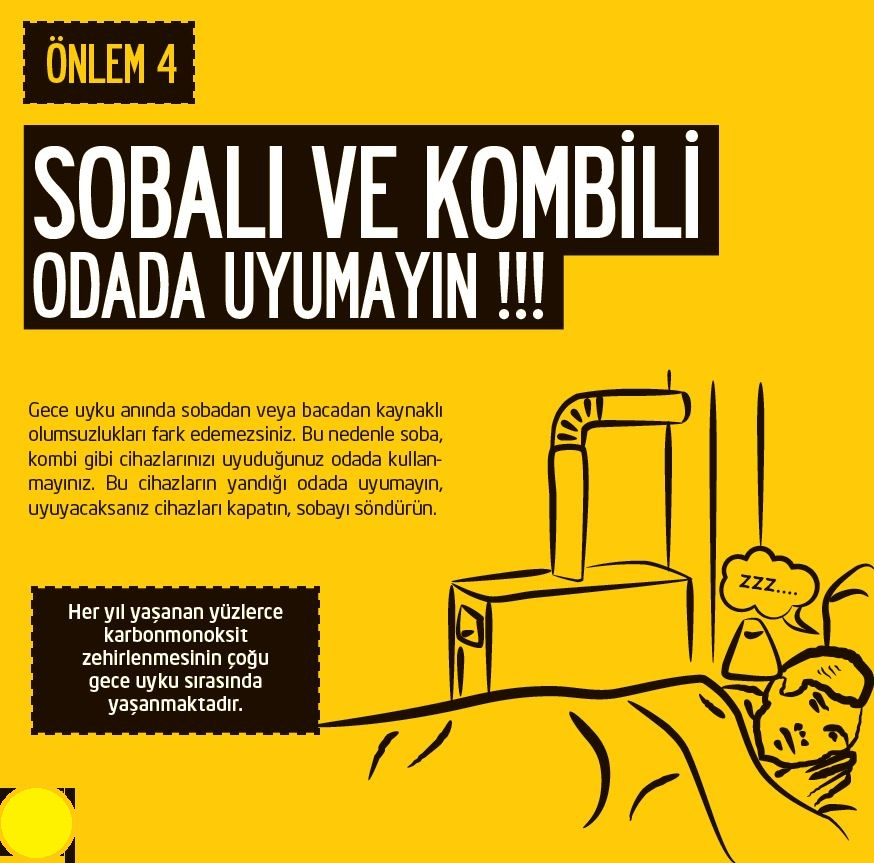 ÖNLEM 4
SOBALI VE KOMBİLİ
ODADA UYUMAYIN !!!
Gece uyku anında sobadan veya bacadan kaynaklı
olumsuzlukları fark edemezsiniz. Bu nedenle soba,
kombi gibi cihazlarınızı uyuduğunuz odada kullan-
mayınız. Bu cihazların yandığı odada uyumayın,
uyuyacaksanız cihazları kapatın, sobayı söndürün.
zzz....
Her yıl yaşanan yüzlerce
karbonmonoksit
zehirlenmesinin çoğu
gece uyku sırasında
yaşanmaktadır.